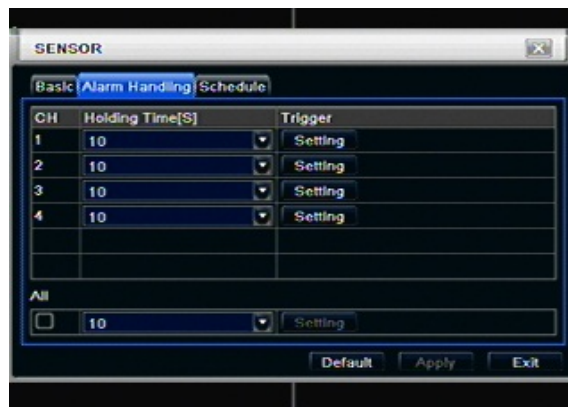 SENSOR
Basic Alarm Handling Schedule
CH Holding Time[S] Trigger
1 10 Setting
2 10 Setting
3 10 Setting
4 10 Setting
All
10 Setting
Default Apply Exit